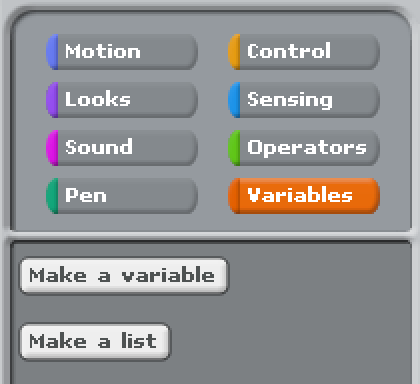 Motion
Control
Looks
Sensing
Sound
Operators
Pen
Variables
Make a variable
Make a list